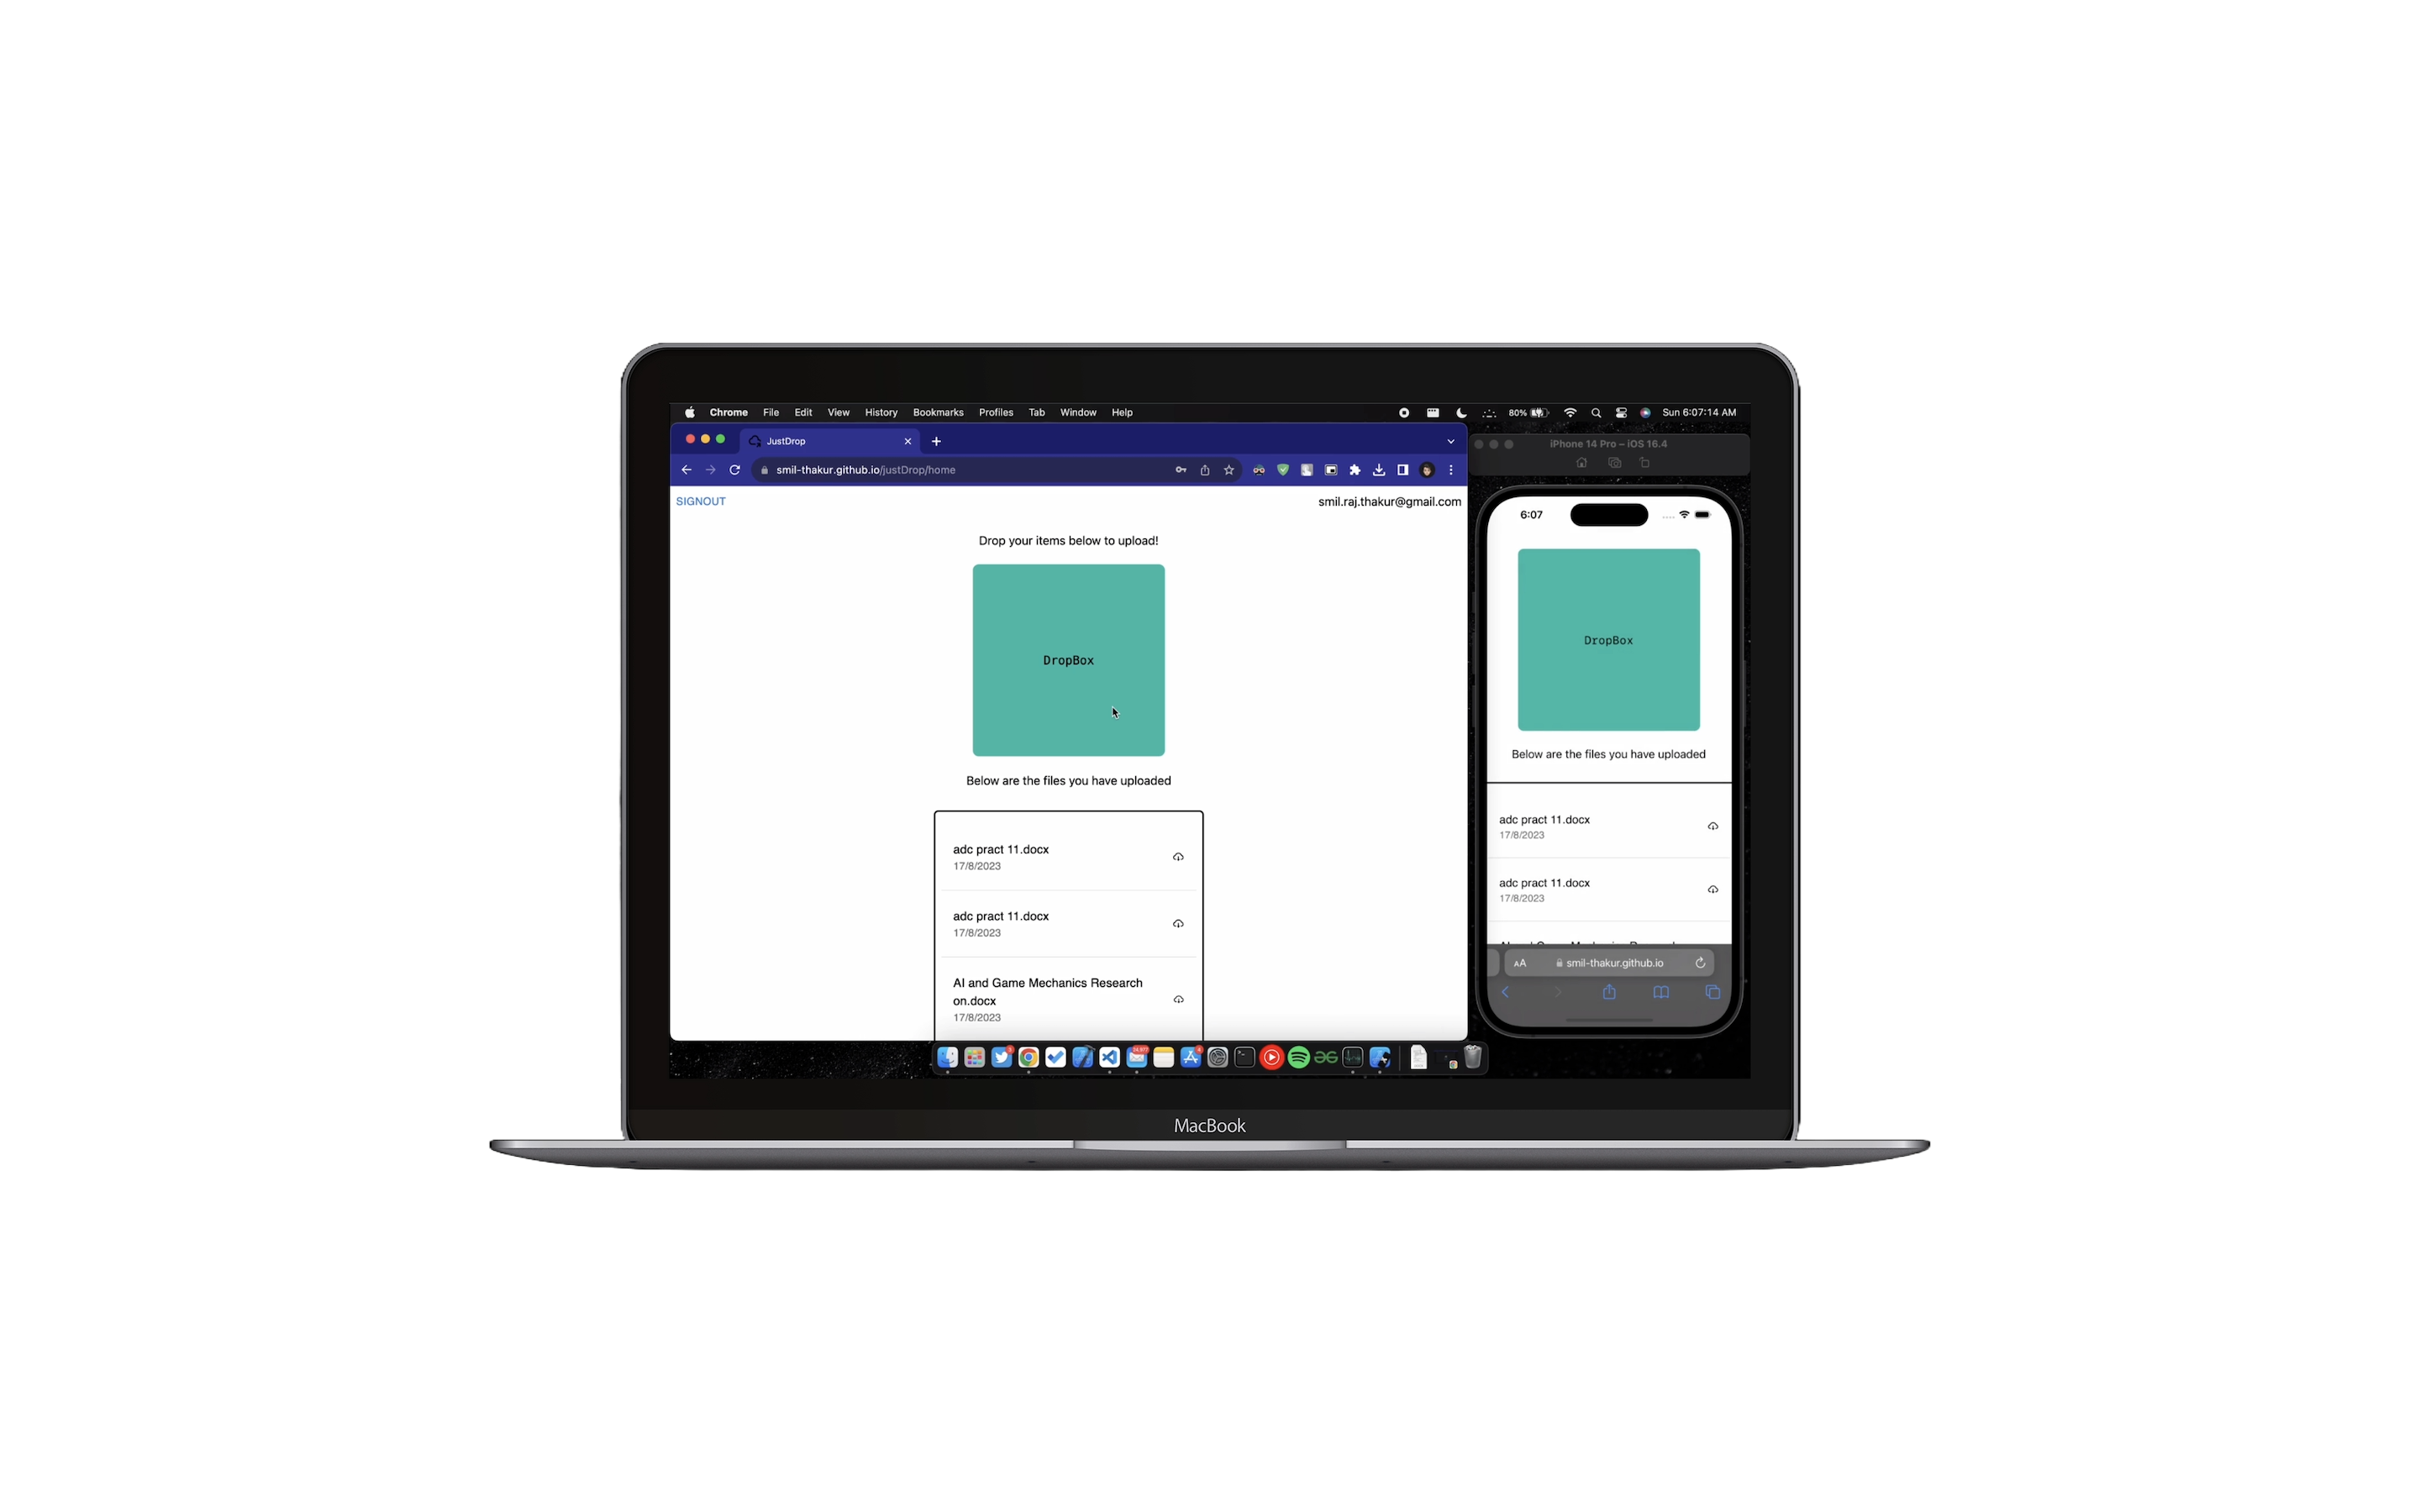 Chrome File Edit View History Bookmarks Profiles Tab Window Help 80% Sun 6:07:14 AM
JustDrop
smil-thakur.github.io/justDrop/home
SIGNOUT smil.raj.thakur@gmail.com
Drop your items below to upload!
DropBox
Below are the files you have uploaded
adc pract 11.docx
17/8/2023
adc pract 11.docx
17/8/2023
AI and Game Mechanics Research
on.docx
17/8/2023
iPhone 14 Pro – iOS 16.4
6:07
DropBox
Below are the files you have uploaded
adc pract 11.docx
17/8/2023
adc pract 11.docx
17/8/2023
AA smil-thakur.github.io
MacBook